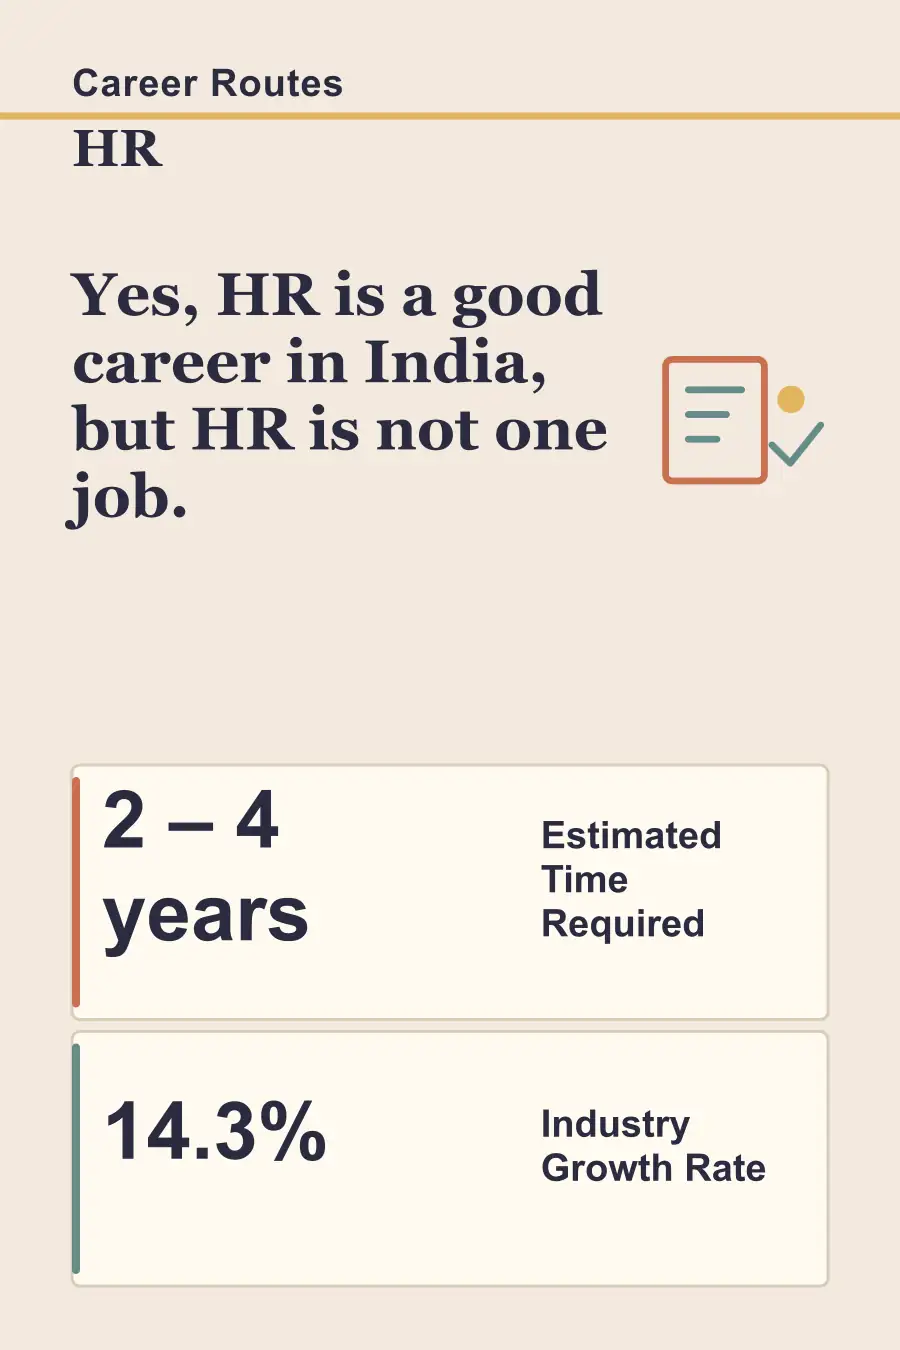 Career Routes
HR
Yes, HR is a good
career in India,
but HR is not one
job.
2 – 4
years
Estimated
Time
Required
14.3%
Industry
Growth Rate